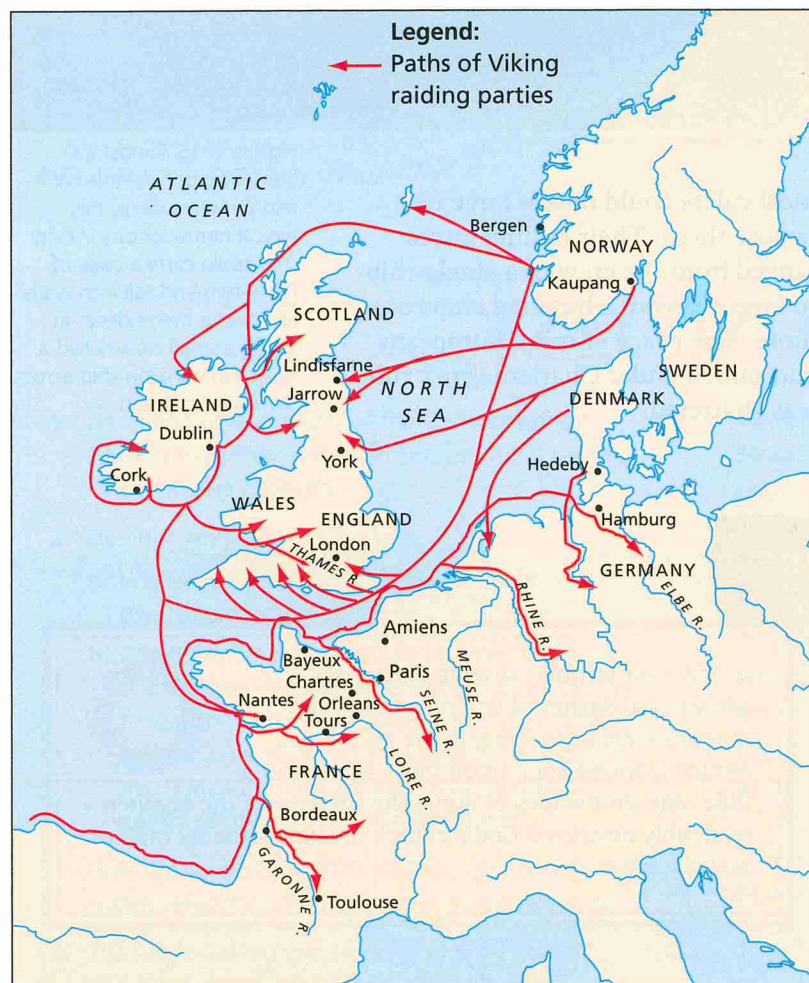 Legend:
Paths of Viking
raiding parties
ATLANTIC
OCEAN
Bergen
NORWAY
Kaupang
SCOTLAND
SWEDEN
Lindisfarne
NORTH
SEA
Jarrow
DENMARK
IRELAND
Dublin
York
Hedeby
Cork
WALES
ENGLAND
Hamburg
London
THAMES R.
GERMANY
ELBE R.
RHINE R.
Amiens
MEUSE R.
Bayeux
Paris
Chartres
SEINE R.
Nantes
Orleans
Tours
LOIRE R.
FRANCE
Bordeaux
GARONNE R.
Toulouse